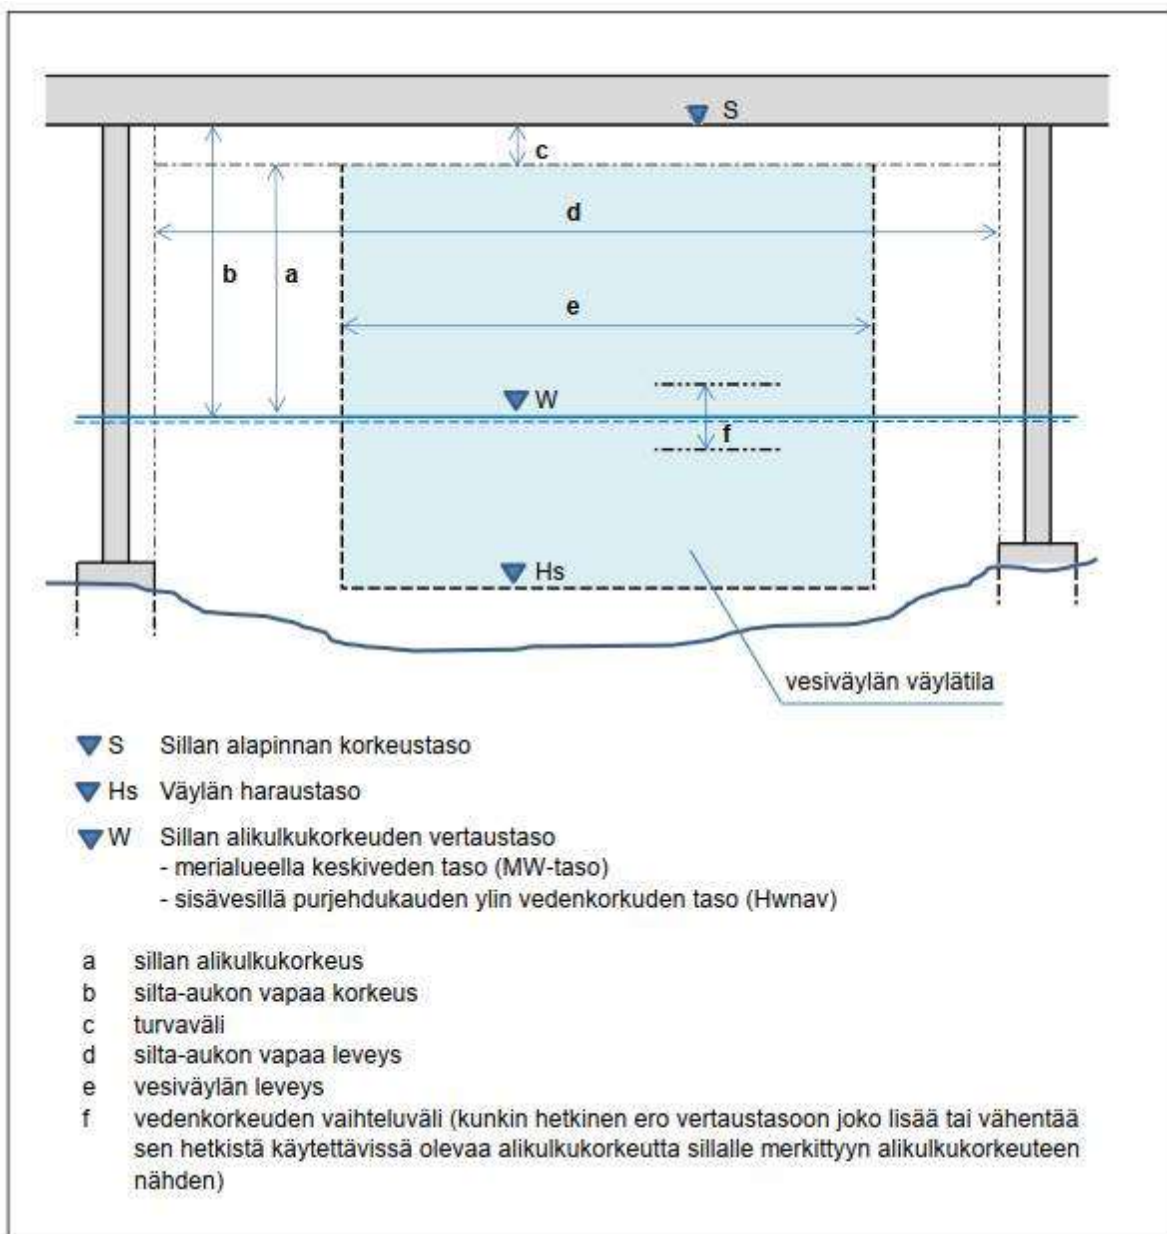 S
c
d
b
a
e
W
f
Hs
vesiväylän väylätila
S Sillan alapinnan korkeustaso
Hs Väylän haraustaso
W Sillan alikulkukorkeuden vertaustaso
- merialueella keskiveden taso (MW-taso)
- sisävesillä purjehdukauden ylin vedenkorkuden taso (Hwnav)
a sillan alikulkukorkeus
b silta-aukon vapaa korkeus
c turvaväli
d silta-aukon vapaa leveys
e vesiväylän leveys
f vedenkorkeuden vaihteluväli (kunkin hetkinen ero vertaustasoon joko lisää tai vähentää
sen hetkistä käytettävissä olevaa alikulkukorkeutta sillalle merkittyyn alikulkukorkeuteen
nähden)